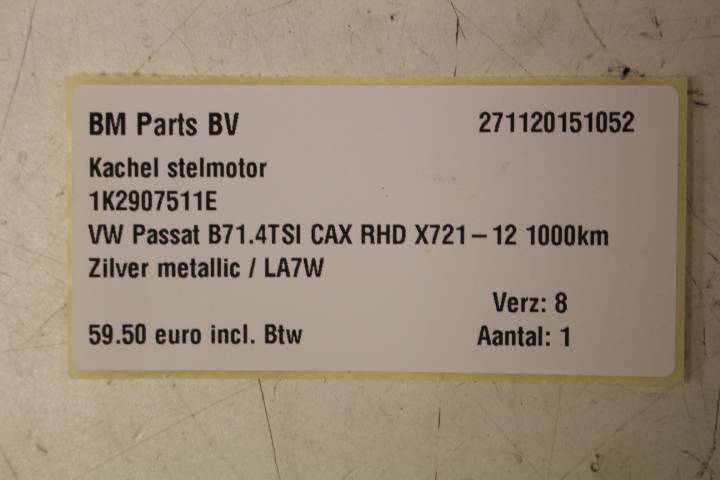 BM Parts BV 271120151052
Kachel stelmotor
1K2907511E
VW Passat B71.4TSI CAX RHD X721-12 1000km
Zilver metallic / LA7W
Verz: 8
59.50 euro incl. Btw Aantal: 1